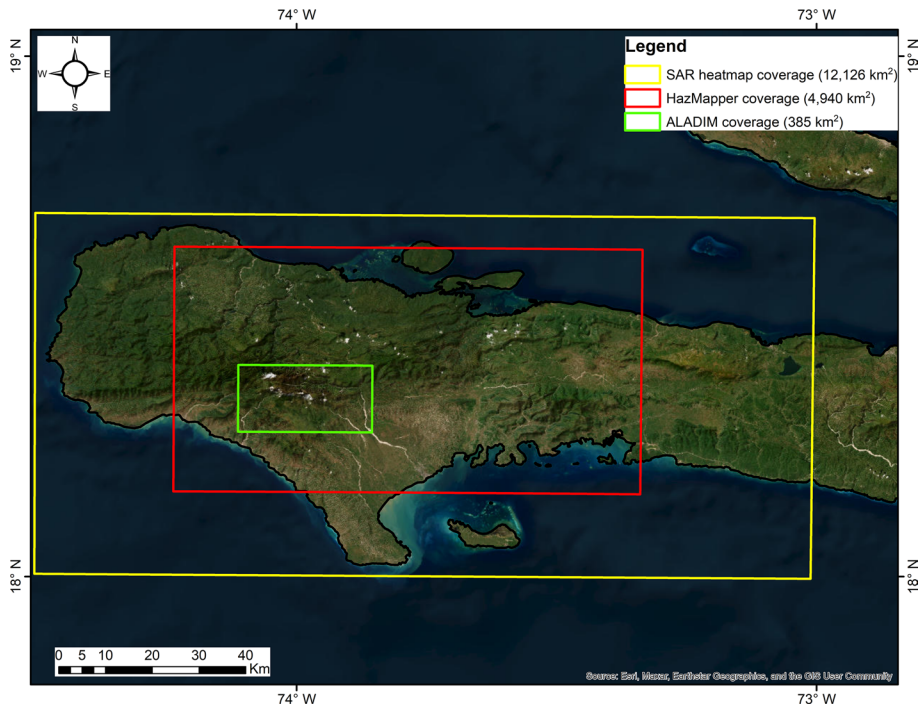 74° W
73° W
19° N
19° N
N
W
E
S
Legend
SAR heatmap coverage (12,126 km²)
HazMapper coverage (4,940 km²)
ALADIM coverage (385 km²)
18° N
18° N
0 5 10 20 30 40
Km
Source: Esri, Maxar, Earthstar Geographics, and the GIS User Community
74° W
73° W